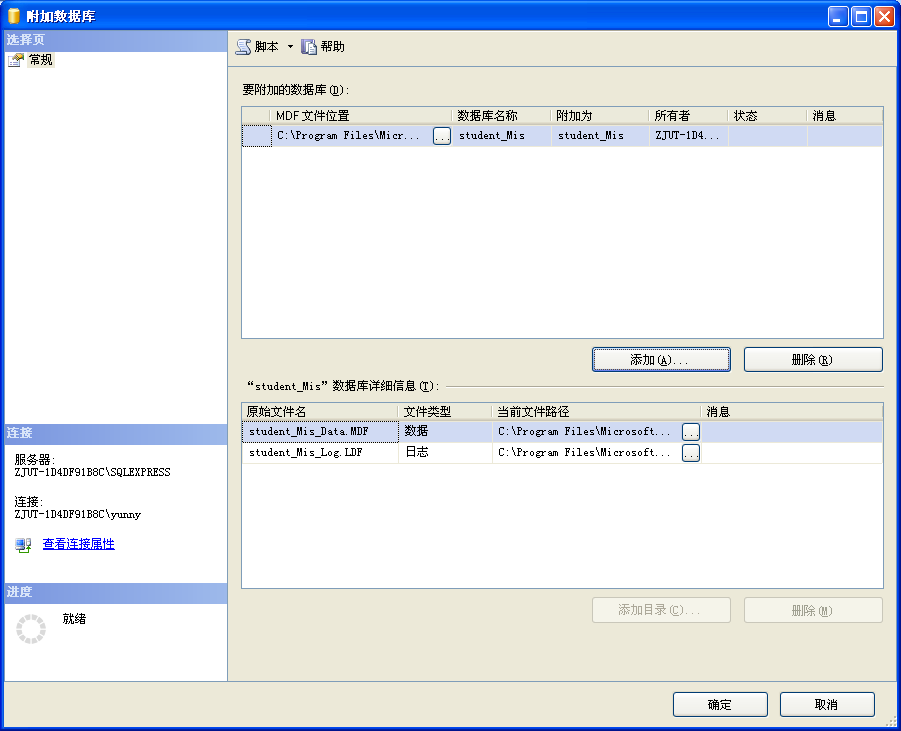 附加数据库
选择页
常规
脚本 帮助
要附加的数据库(D):
MDF 文件位置 数据库名称 附加为 所有者 状态 消息
C:\Program Files\Micr... ... student_Mis student_Mis ZJUT-1D4...
添加(A)... 删除(R)
“student_Mis”数据库详细信息(T):
原始文件名 文件类型 当前文件路径 消息
student_Mis_Data.MDF 数据 C:\Program Files\Microsoft... ...
student_Mis_Log.LDF 日志 C:\Program Files\Microsoft... ...
添加目录(C)... 删除(M)
连接
服务器:
ZJUT-1D4DF91B8C\SQLEXPRESS
连接:
ZJUT-1D4DF91B8C\yunny
查看连接属性
进度
就绪
确定 取消